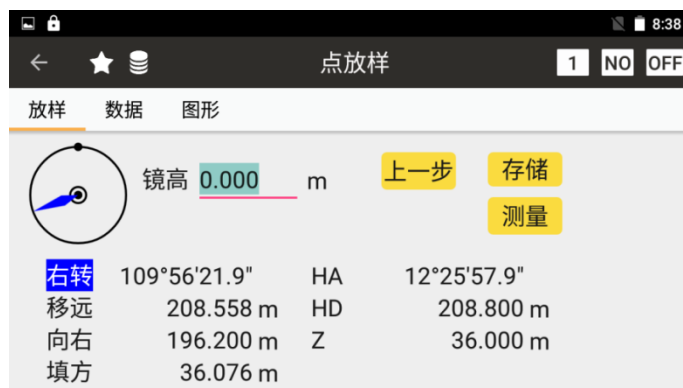 8:38
点放样 1 NO OFF
放样 数据 图形
镜高 0.000 m 上一步 存储
测量
右转 109°56'21.9" HA 12°25'57.9"
移远 208.558 m HD 208.800 m
向右 196.200 m Z 36.000 m
填方 36.076 m